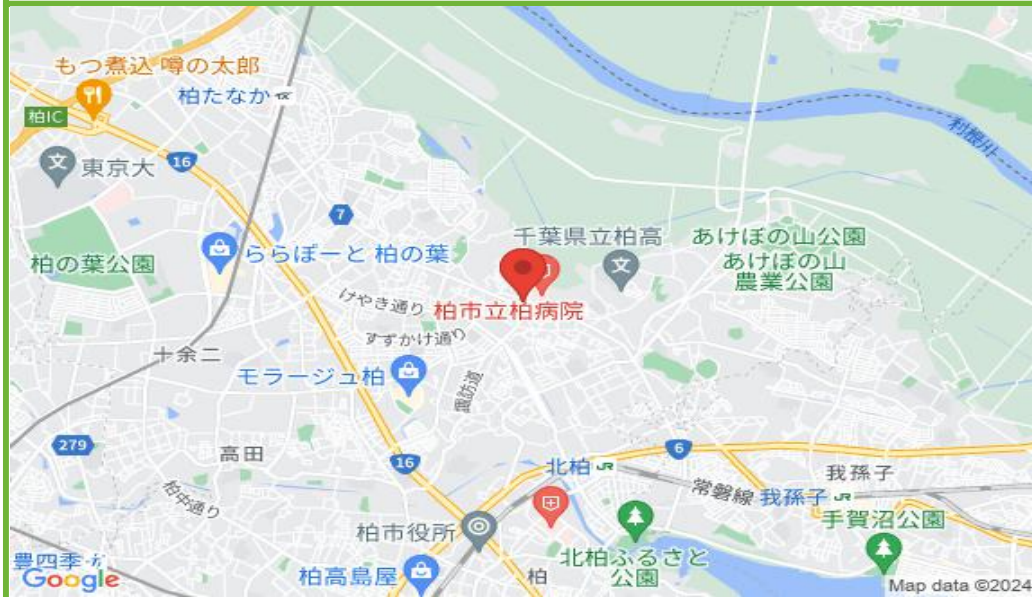 もつ煮込 噂の太郎
柏たなか
柏IC
東京大
16
利根川
7
千葉県立柏高
あけぼの山公園
あけぼの山
農業公園
柏の葉公園
ららぽーと 柏の葉
けやき通り
柏市立柏病院
すずかけ通り
十余二
モラージュ柏
諏訪道
279
高田
16
6
北柏 JR
我孫子
柏中通り
常磐線
我孫子 JR
手賀沼公園
柏市役所
北柏ふるさと
公園
豊四季
柏高島屋
柏
Google
Map data ©2024